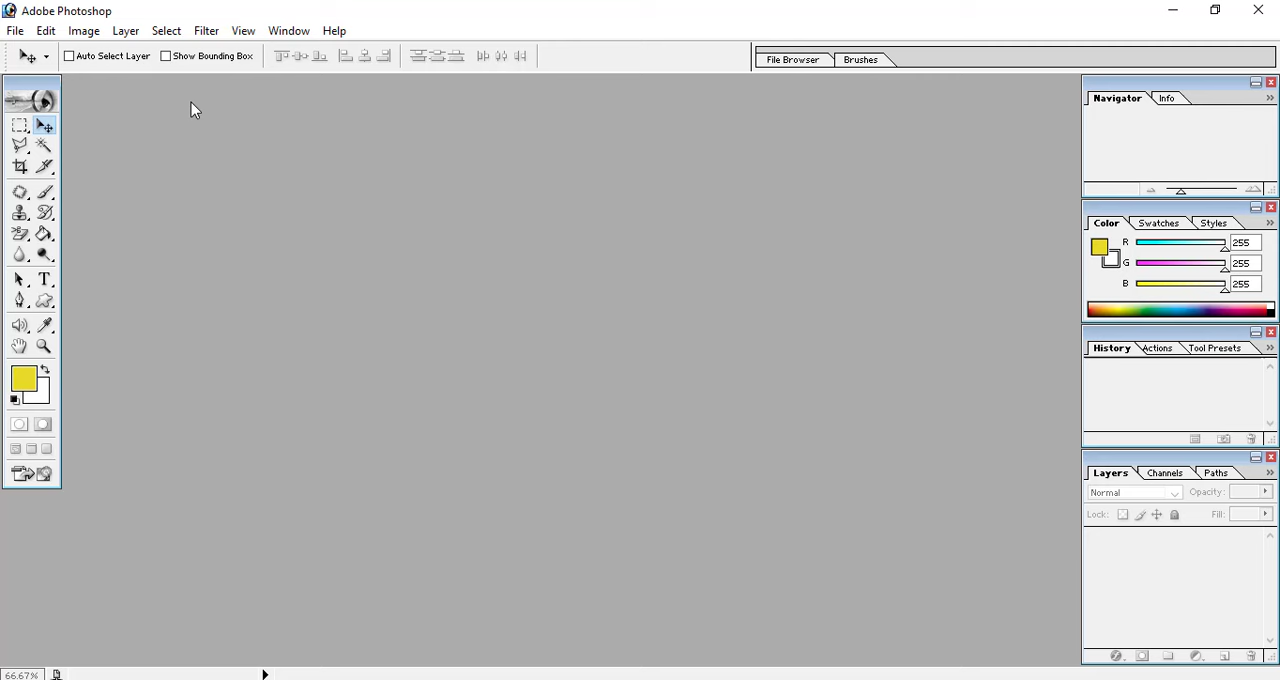 Adobe Photoshop
File Edit Image Layer Select Filter View Window Help
Auto Select Layer Show Bounding Box File Browser Brushes
Navigator Info
Color Swatches Styles
R 255
G 255
B 255
History Actions Tool Presets
T
Layers Channels Paths
Normal Opacity:
Lock: Fill:
66.67%